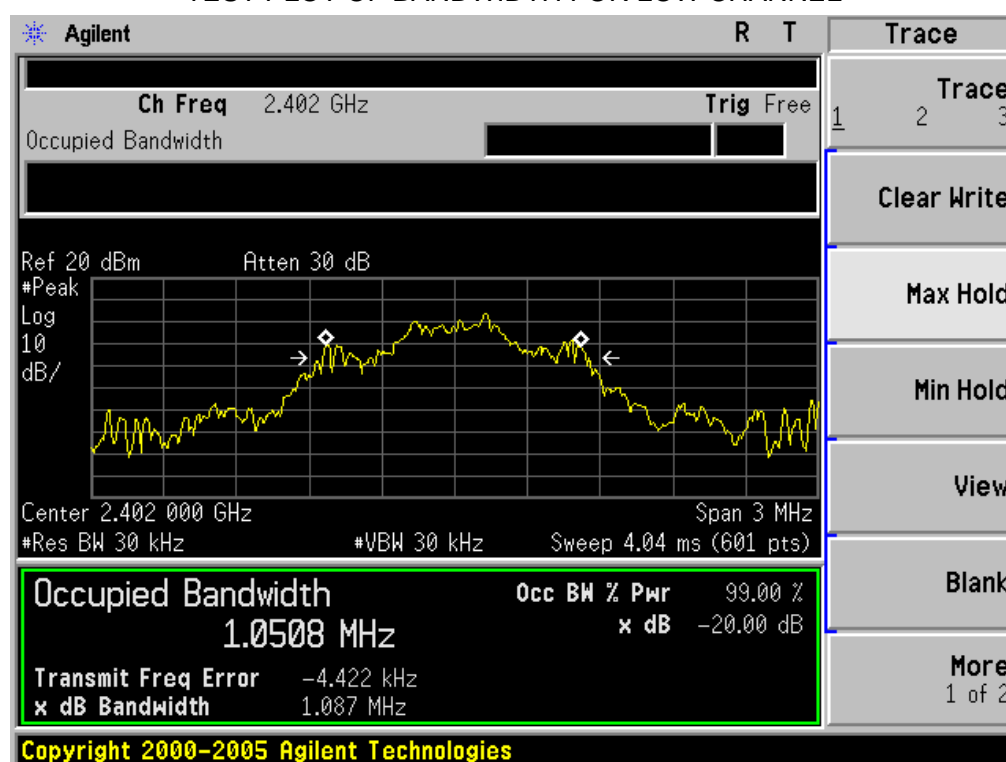 Agilent R T Trace
Ch Freq 2.402 GHz Trig Free
Occupied Bandwidth
Trace
1 2 3
Clear Write
Max Hold
Min Hold
View
Blank
More
1 of 2
Ref 20 dBm Atten 30 dB
#Peak
Log
10
dB/
Center 2.402 000 GHz Span 3 MHz
#Res BW 30 kHz #VBW 30 kHz Sweep 4.04 ms (601 pts)
Occupied Bandwidth Occ BW % Pwr 99.00 %
1.0508 MHz x dB -20.00 dB
Transmit Freq Error -4.422 kHz
x dB Bandwidth 1.087 MHz
Copyright 2000-2005 Agilent Technologies